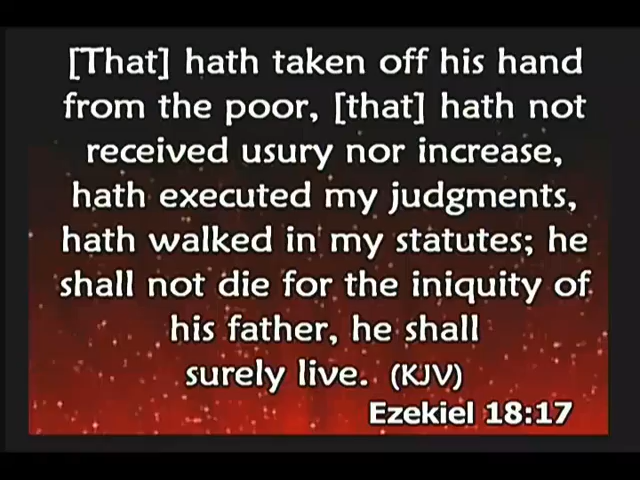 [That] hath taken off his hand
from the poor, [that] hath not
received usury nor increase,
hath executed my judgments,
hath walked in my statutes; he
shall not die for the iniquity of
his father, he shall
surely live. (KJV)
Ezekiel 18:17